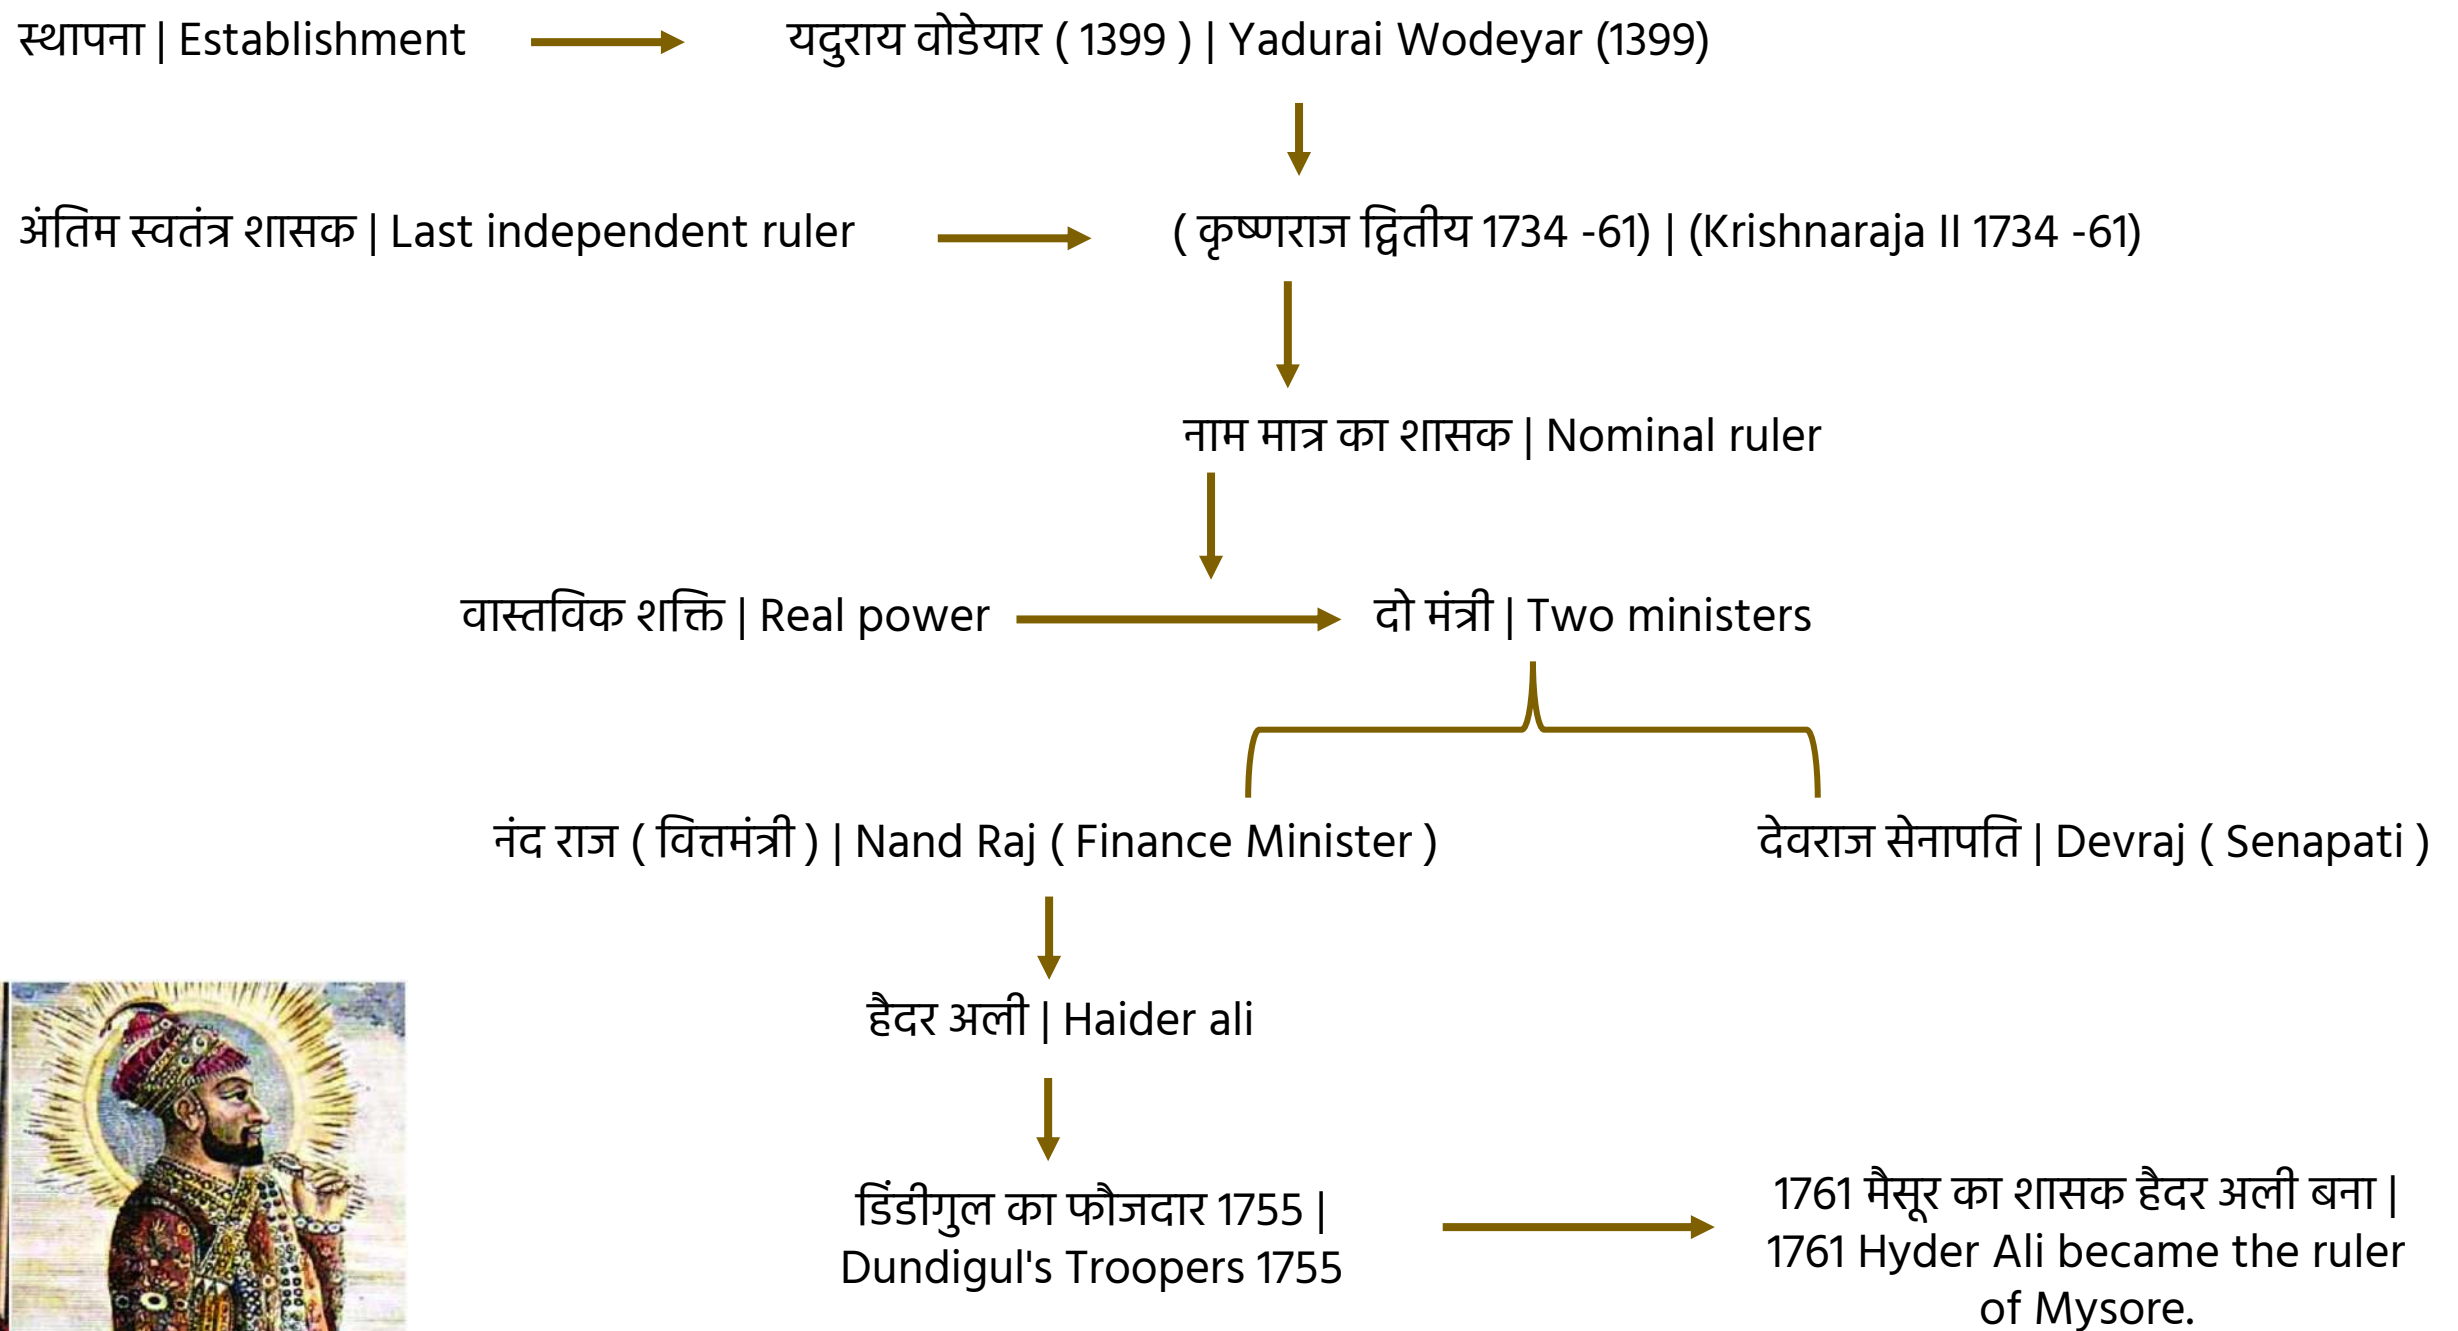 स्थापना | Establishment
यदुराय वोडेयार ( 1399 ) | Yadurai Wodeyar (1399)
अंतिम स्वतंत्र शासक | Last independent ruler
( कृष्णराज द्वितीय 1734 -61) | (Krishnaraja II 1734 -61)
नाम मात्र का शासक | Nominal ruler
वास्तविक शक्ति | Real power
दो मंत्री | Two ministers
नंद राज ( वित्तमंत्री ) | Nand Raj ( Finance Minister )
देवराज सेनापति | Devraj ( Senapati )
हैदर अली | Haider ali
डिंडीगुल का फौजदार 1755 |
Dundigul's Troopers 1755
1761 मैसूर का शासक हैदर अली बना |
1761 Hyder Ali became the ruler
of Mysore.